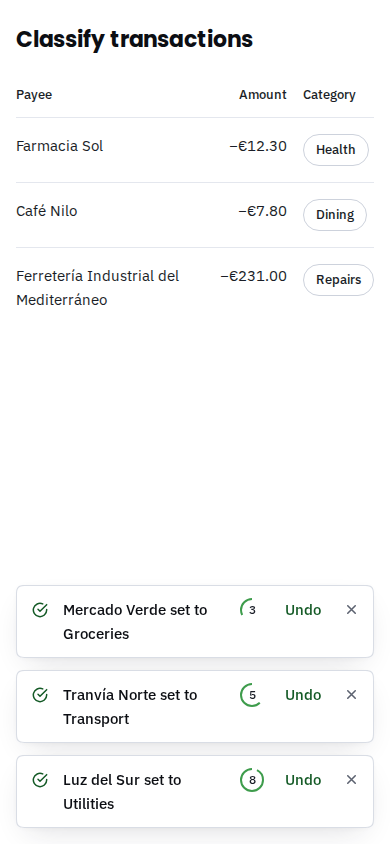 Classify transactions
Payee Amount Category
Farmacia Sol −€12.30 Health
Café Nilo −€7.80 Dining
Ferretería Industrial del −€231.00 Repairs
Mediterráneo
Mercado Verde set to 3 Undo
Groceries
Tranvía Norte set to 5 Undo
Transport
Luz del Sur set to 8 Undo
Utilities